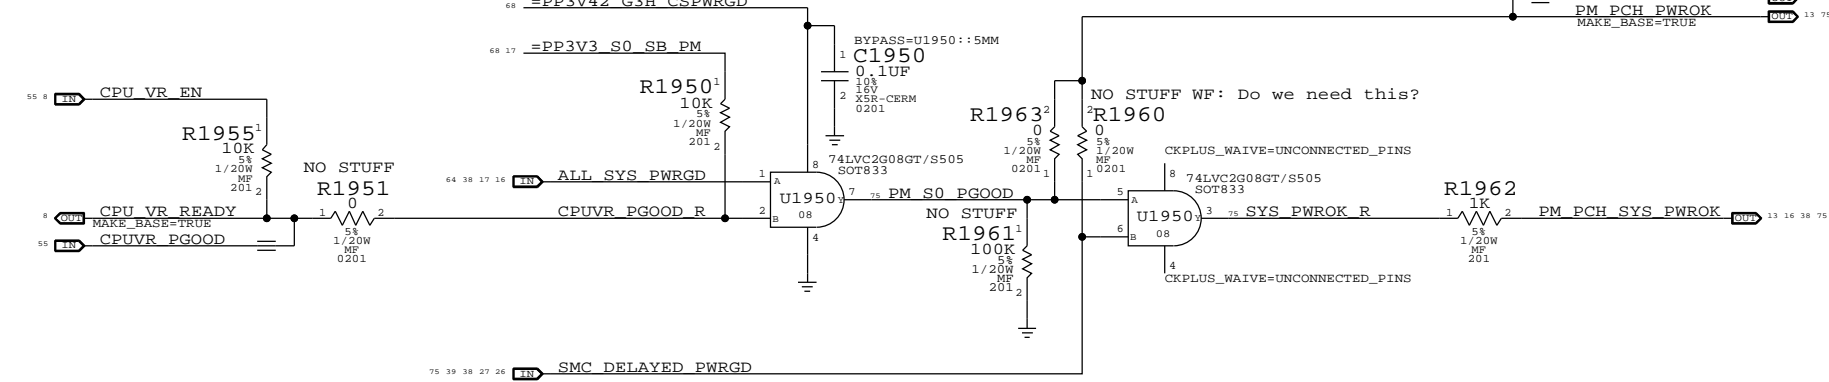 68 =PP3V42_G3H_CSPWRGD
68 17 =PP3V3_S0_SB_PM
PM_PCH_PWROK
MAKE_BASE=TRUE
OUT 13 75
BYPASS=U1950::5MM
1 C1950
0.1UF
10%
16V
2 X5R-CERM
0201
R1950 1
10K
5%
1/20W
MF
201 2
55 8 IN CPU_VR_EN
R1955 1
10K
5%
1/20W
MF
201 2
NO STUFF WF: Do we need this?
R1963 2
0
5%
1/20W
MF
0201 1
2 R1960
0
5%
1/20W
MF
0201
1
NO STUFF
R1951
0
1 2
5%
1/20W
MF
0201
64 38 17 16 IN ALL_SYS_PWRGD
8 OUT CPU_VR_READY
MAKE_BASE=TRUE
55 IN CPUVR_PGOOD
CPUVR_PGOOD_R
74LVC2G08GT/S505
SOT833
8
1 A
U1950 Y 7
08
2 B
4
75 PM_S0_PGOOD
NO STUFF
R1961 1
100K
5%
1/20W
MF
201 2
CKPLUS_WAIVE=UNCONNECTED_PINS
8
74LVC2G08GT/S505
SOT833
5 A
U1950 Y 3
08
6 B
4
CKPLUS_WAIVE=UNCONNECTED_PINS
75 SYS_PWROK_R
R1962
1K
1 2
5%
1/20W
MF
201
PM_PCH_SYS_PWROK OUT 13 16 38 75
75 39 38 27 26 IN SMC_DELAYED_PWRGD